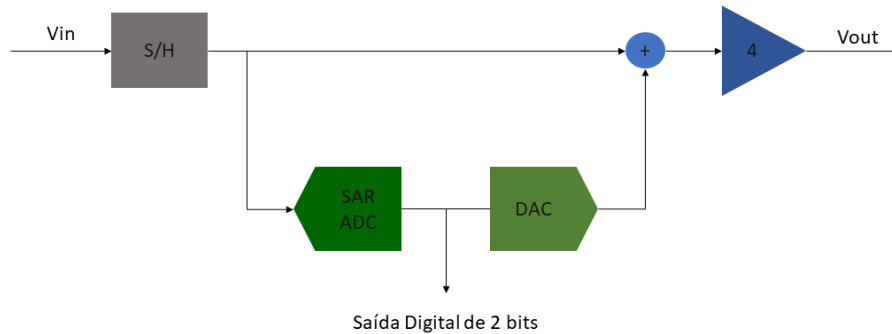 Vin
S/H
+
4
Vout
SAR
ADC
DAC
Saída Digital de 2 bits